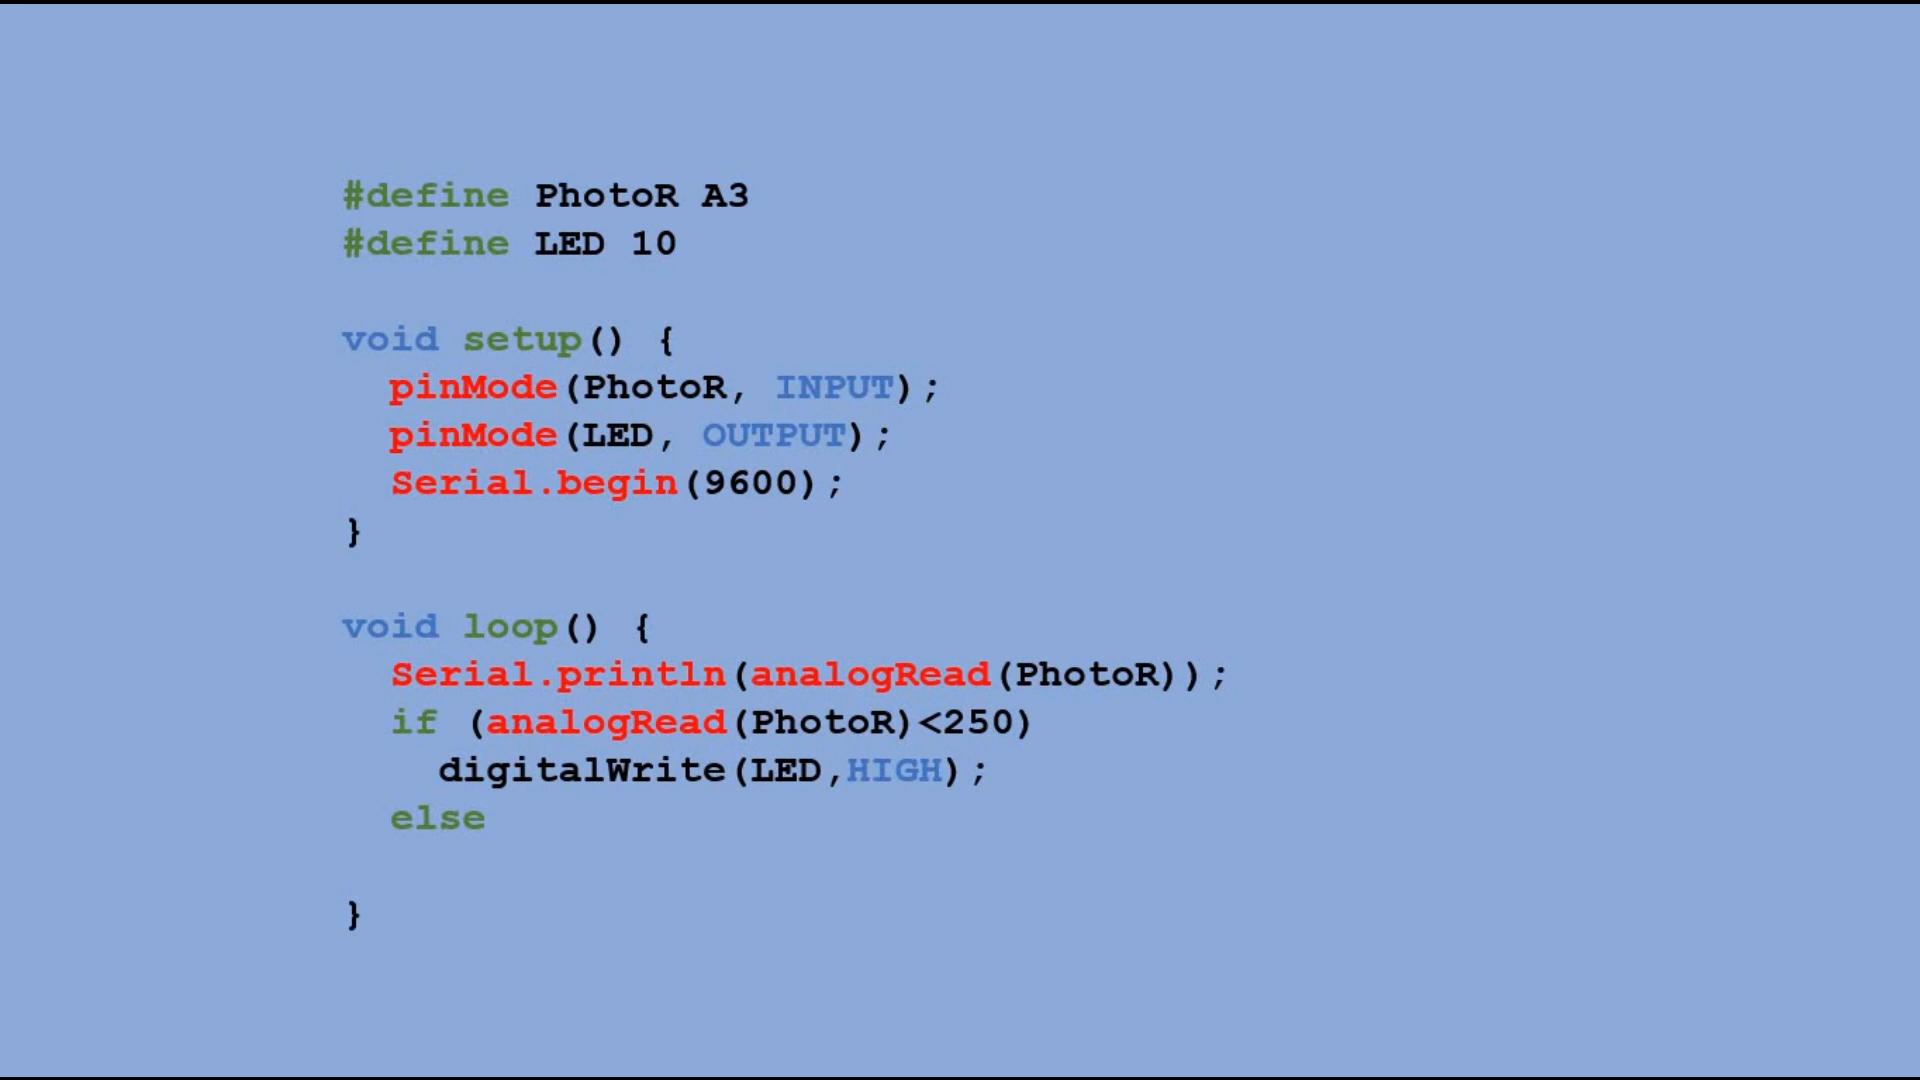 #define PhotoR A3
#define LED 10
void setup() {
pinMode(PhotoR, INPUT);
pinMode(LED, OUTPUT);
Serial.begin(9600);
}
void loop() {
Serial.println(analogRead(PhotoR));
if (analogRead(PhotoR)<250)
digitalWrite(LED,HIGH);
else
}